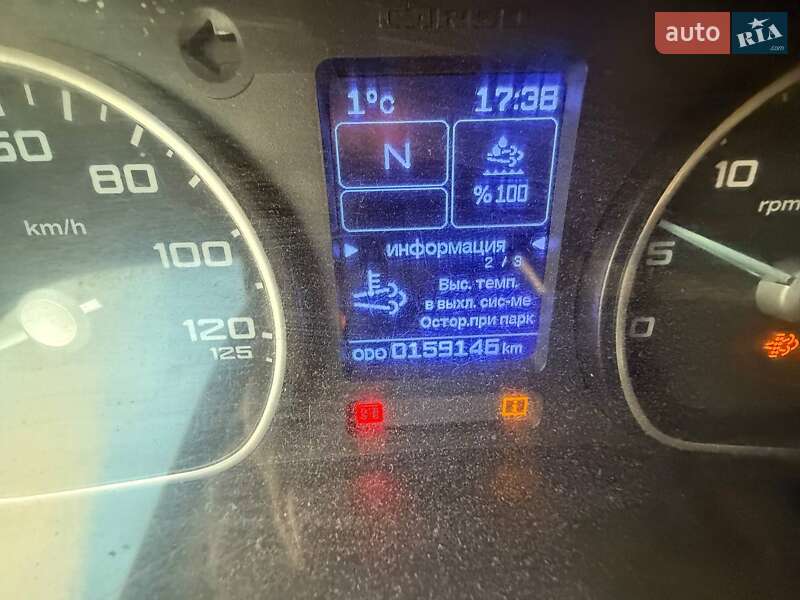 auto RIA
.com
1°C 17:38
60
80
km/h
100
120
125
N
% 100
информация
2 / 3
Выс. темп.
в выхл. сис-ме
Остор.при парк
ODO 0159146 km
10
rpm
5
0